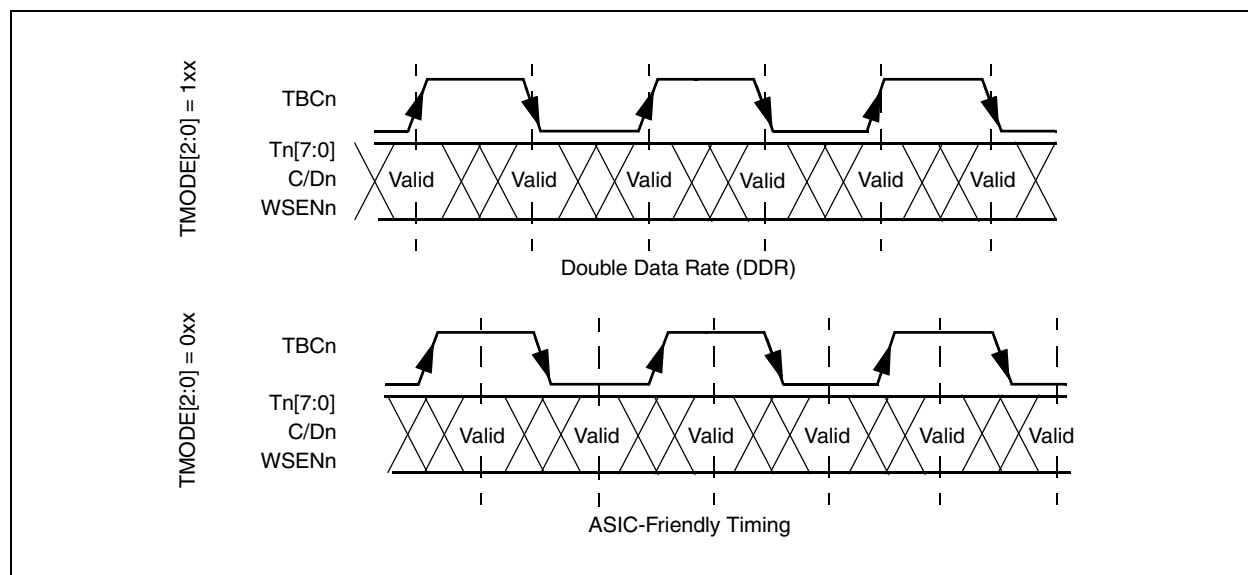 TMODE[2:0] = 1xx
TBCn
Tn[7:0]
C/Dn
WSENn
Valid Valid Valid Valid Valid Valid
Double Data Rate (DDR)
TMODE[2:0] = 0xx
TBCn
Tn[7:0]
C/Dn
WSENn
Valid Valid Valid Valid Valid Valid
ASIC-Friendly Timing